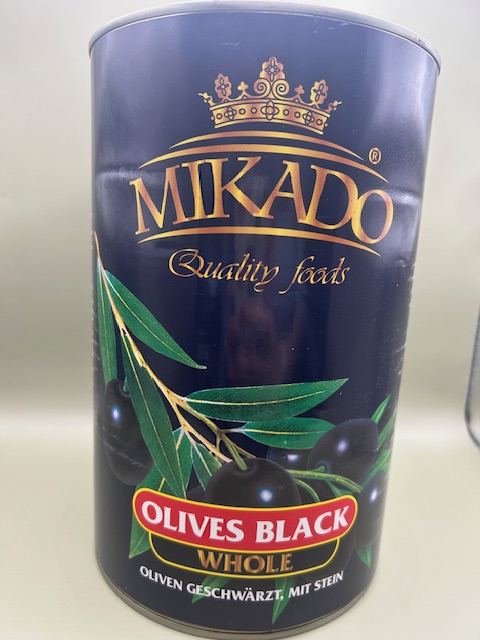 MIKADO®
Quality foods
OLIVES BLACK
WHOLE
OLIVEN GESCHWÄRZT, MIT STEIN